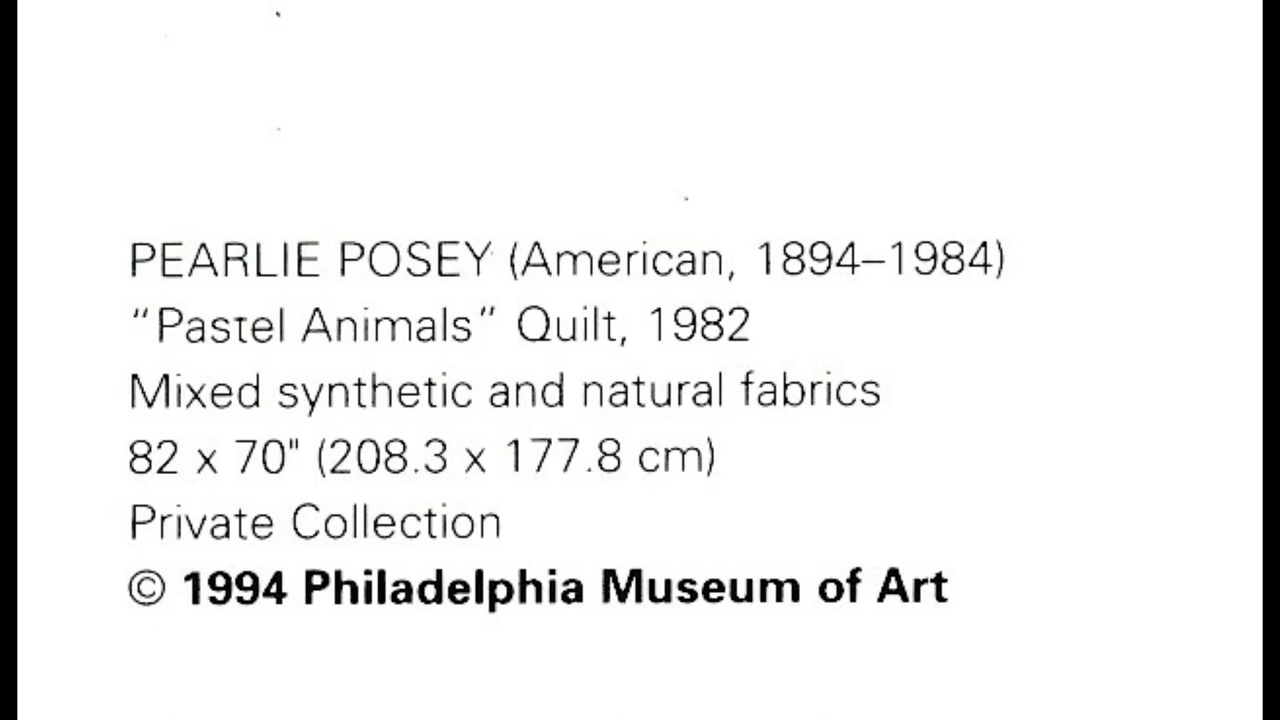 PEARLIE POSEY (American, 1894–1984)
“Pastel Animals” Quilt, 1982
Mixed synthetic and natural fabrics
82 x 70" (208.3 x 177.8 cm)
Private Collection
© 1994 Philadelphia Museum of Art